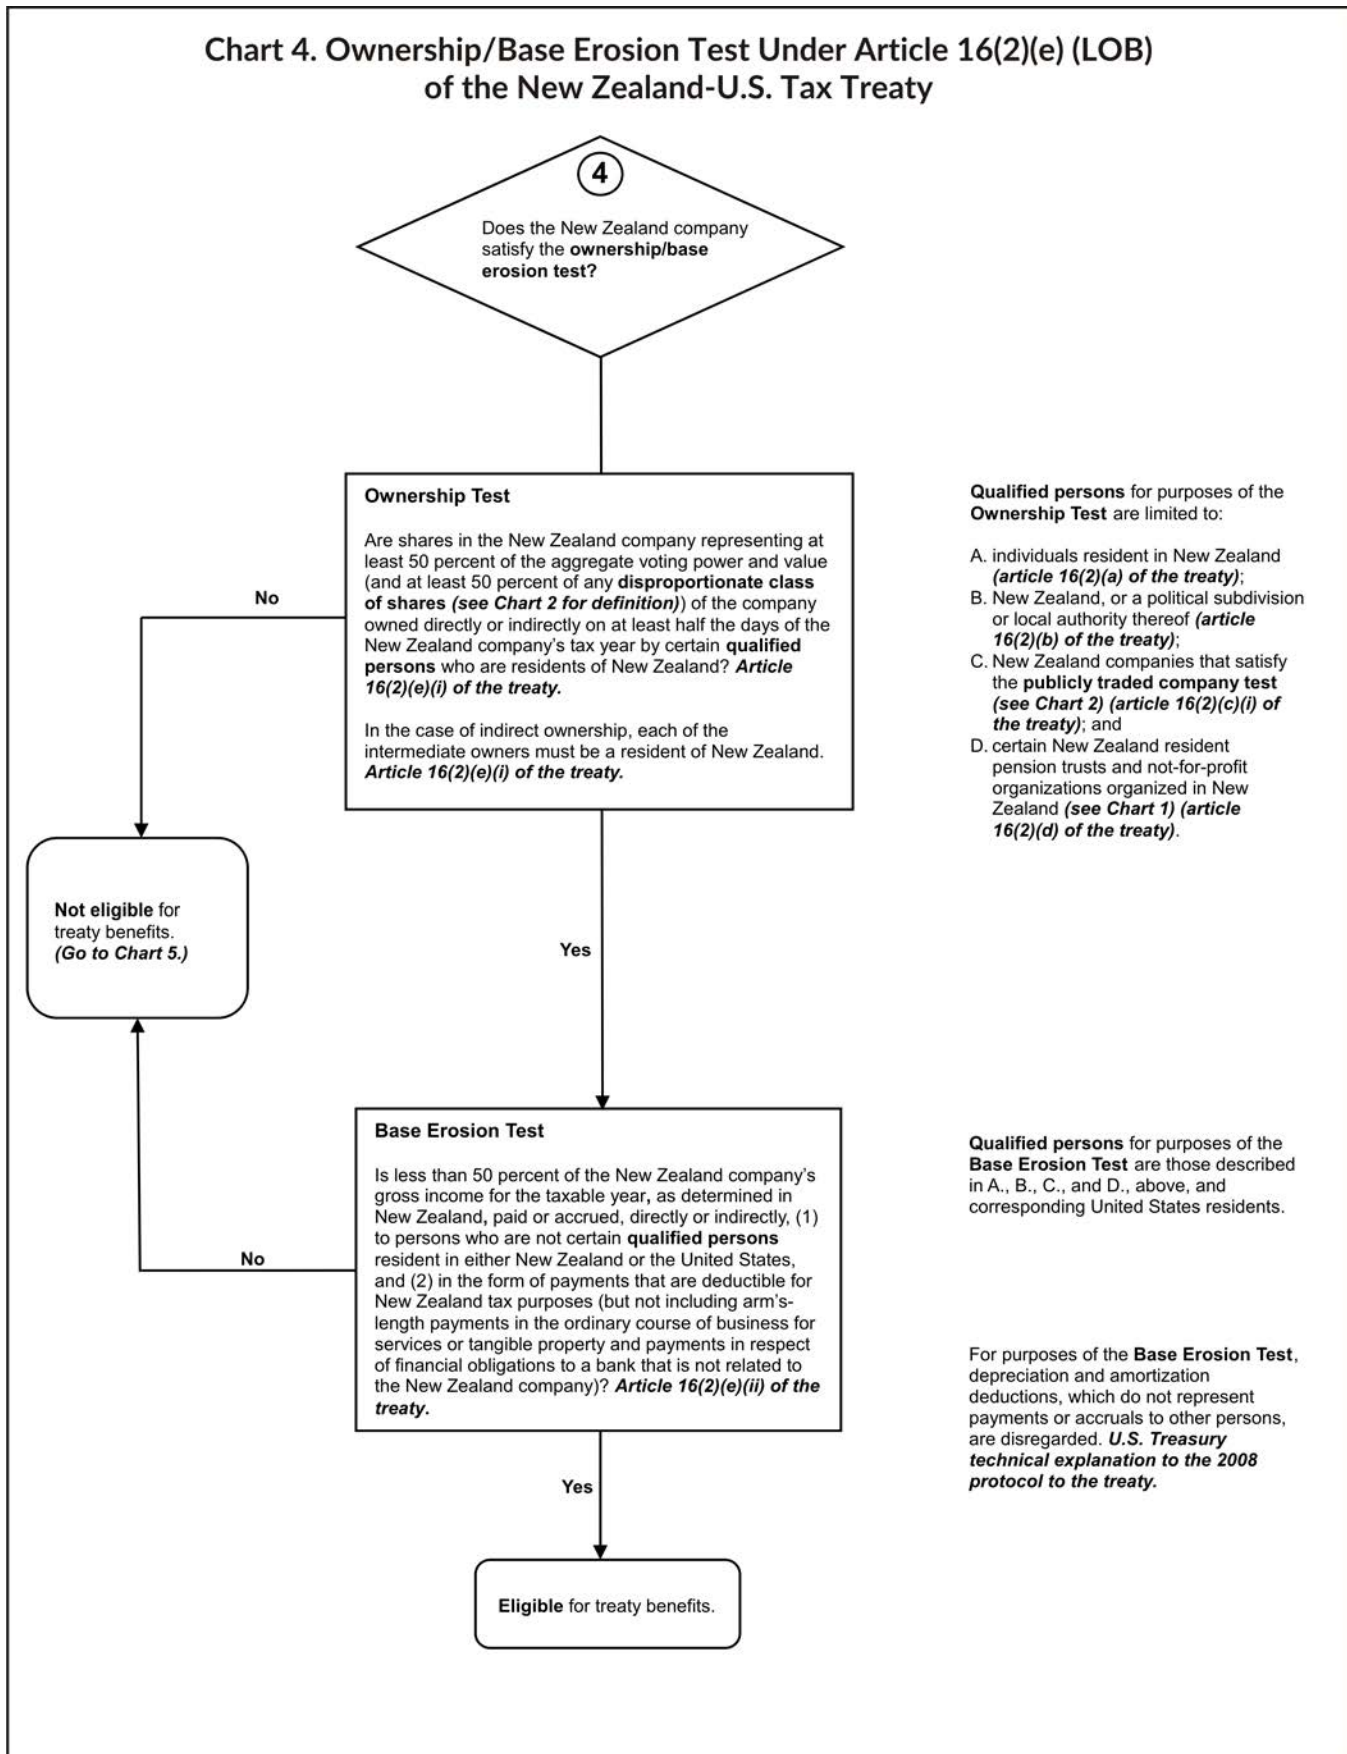 Chart 4. Ownership/Base Erosion Test Under Article 16(2)(e) (LOB)
of the New Zealand-U.S. Tax Treaty
4
Does the New Zealand company
satisfy the ownership/base
erosion test?
Ownership Test
Are shares in the New Zealand company representing at
least 50 percent of the aggregate voting power and value
(and at least 50 percent of any disproportionate class
of shares (see Chart 2 for definition)) of the company
owned directly or indirectly on at least half the days of the
New Zealand company's tax year by certain qualified
persons who are residents of New Zealand? Article
16(2)(e)(i) of the treaty.
In the case of indirect ownership, each of the
intermediate owners must be a resident of New Zealand.
Article 16(2)(e)(i) of the treaty.
Qualified persons for purposes of the
Ownership Test are limited to:
A. individuals resident in New Zealand
(article 16(2)(a) of the treaty);
B. New Zealand, or a political subdivision
or local authority thereof (article
16(2)(b) of the treaty);
C. New Zealand companies that satisfy
the publicly traded company test
(see Chart 2) (article 16(2)(c)(i) of
the treaty); and
D. certain New Zealand resident
pension trusts and not-for-profit
organizations organized in New
Zealand (see Chart 1) (article
16(2)(d) of the treaty).
No
Not eligible for
treaty benefits.
(Go to Chart 5.)
Yes
Base Erosion Test
Is less than 50 percent of the New Zealand company's
gross income for the taxable year, as determined in
New Zealand, paid or accrued, directly or indirectly, (1)
to persons who are not certain qualified persons
resident in either New Zealand or the United States,
and (2) in the form of payments that are deductible for
New Zealand tax purposes (but not including arm's-
length payments in the ordinary course of business for
services or tangible property and payments in respect
of financial obligations to a bank that is not related to
the New Zealand company)? Article 16(2)(e)(ii) of the
treaty.
Qualified persons for purposes of the
Base Erosion Test are those described
in A., B., C., and D., above, and
corresponding United States residents.
No
For purposes of the Base Erosion Test,
depreciation and amortization
deductions, which do not represent
payments or accruals to other persons,
are disregarded. U.S. Treasury
technical explanation to the 2008
protocol to the treaty.
Yes
Eligible for treaty benefits.